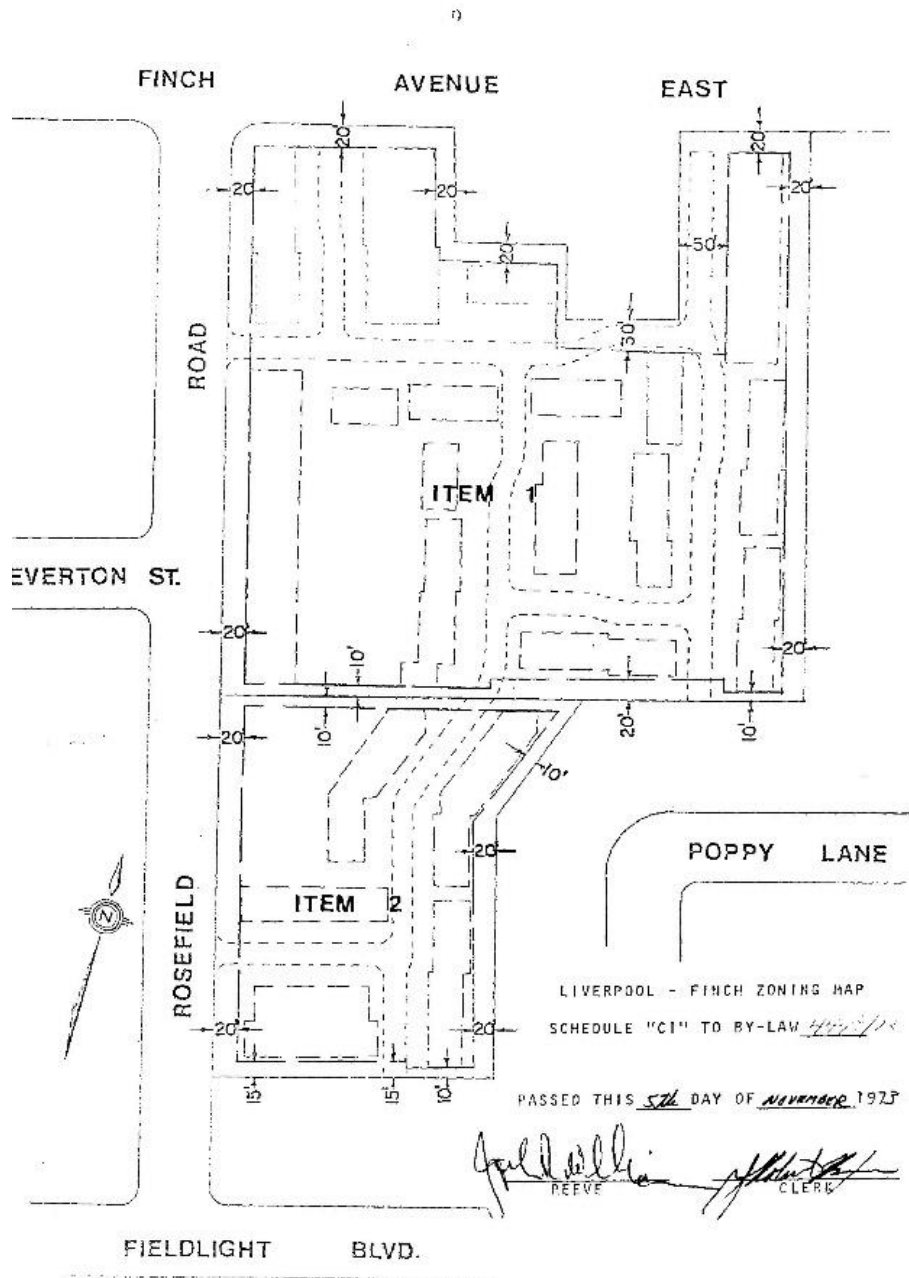 FINCH AVENUE EAST
20'
20'
20'
20'
20'
20'
50'
30'
ROAD
ITEM 1
EVERTON ST.
20'
10'
20'
20'
10'
20'
10'
10'
20'
POPPY LANE
N
ROSEFIELD
ITEM 2
LIVERPOOL - FINCH ZONING MAP
SCHEDULE "C1" TO BY-LAW
20'
20'
15'
15'
10'
PASSED THIS 5th DAY OF NOVEMBER 1973
REEVE
CLERK
FIELDLIGHT BLVD.